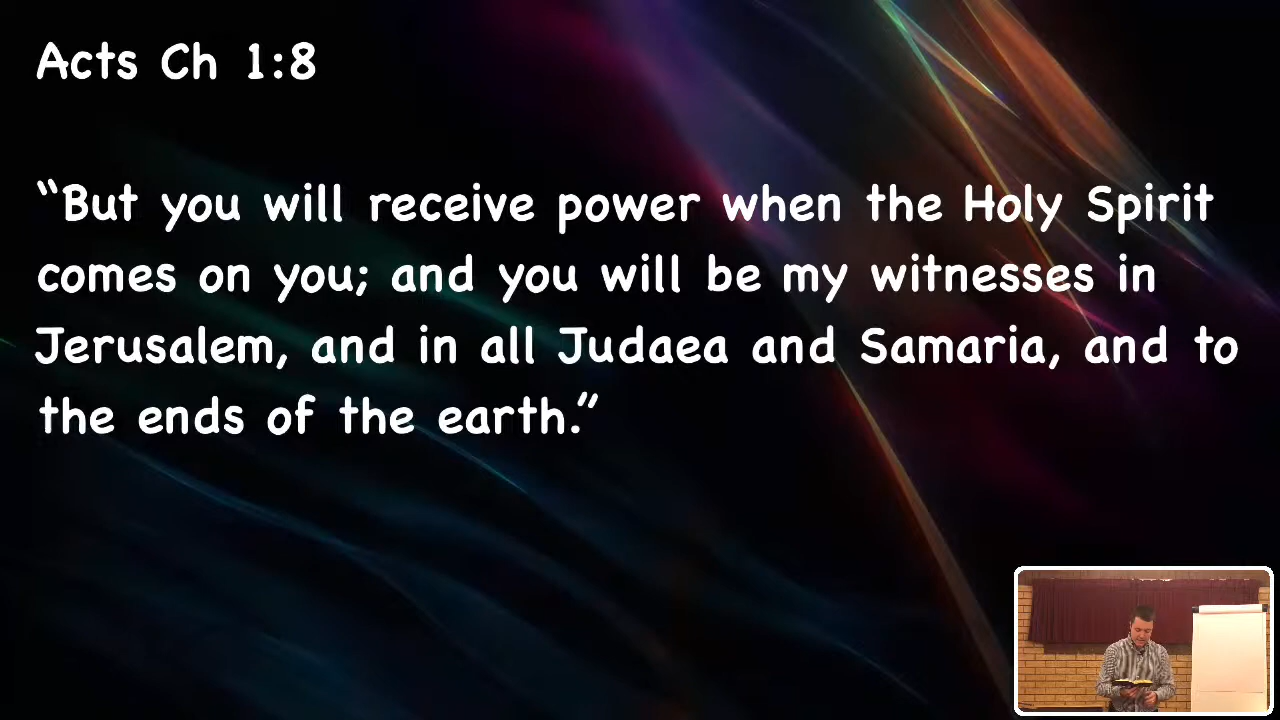 Acts Ch 1:8
“But you will receive power when the Holy Spirit
comes on you; and you will be my witnesses in
Jerusalem, and in all Judaea and Samaria, and to
the ends of the earth.”